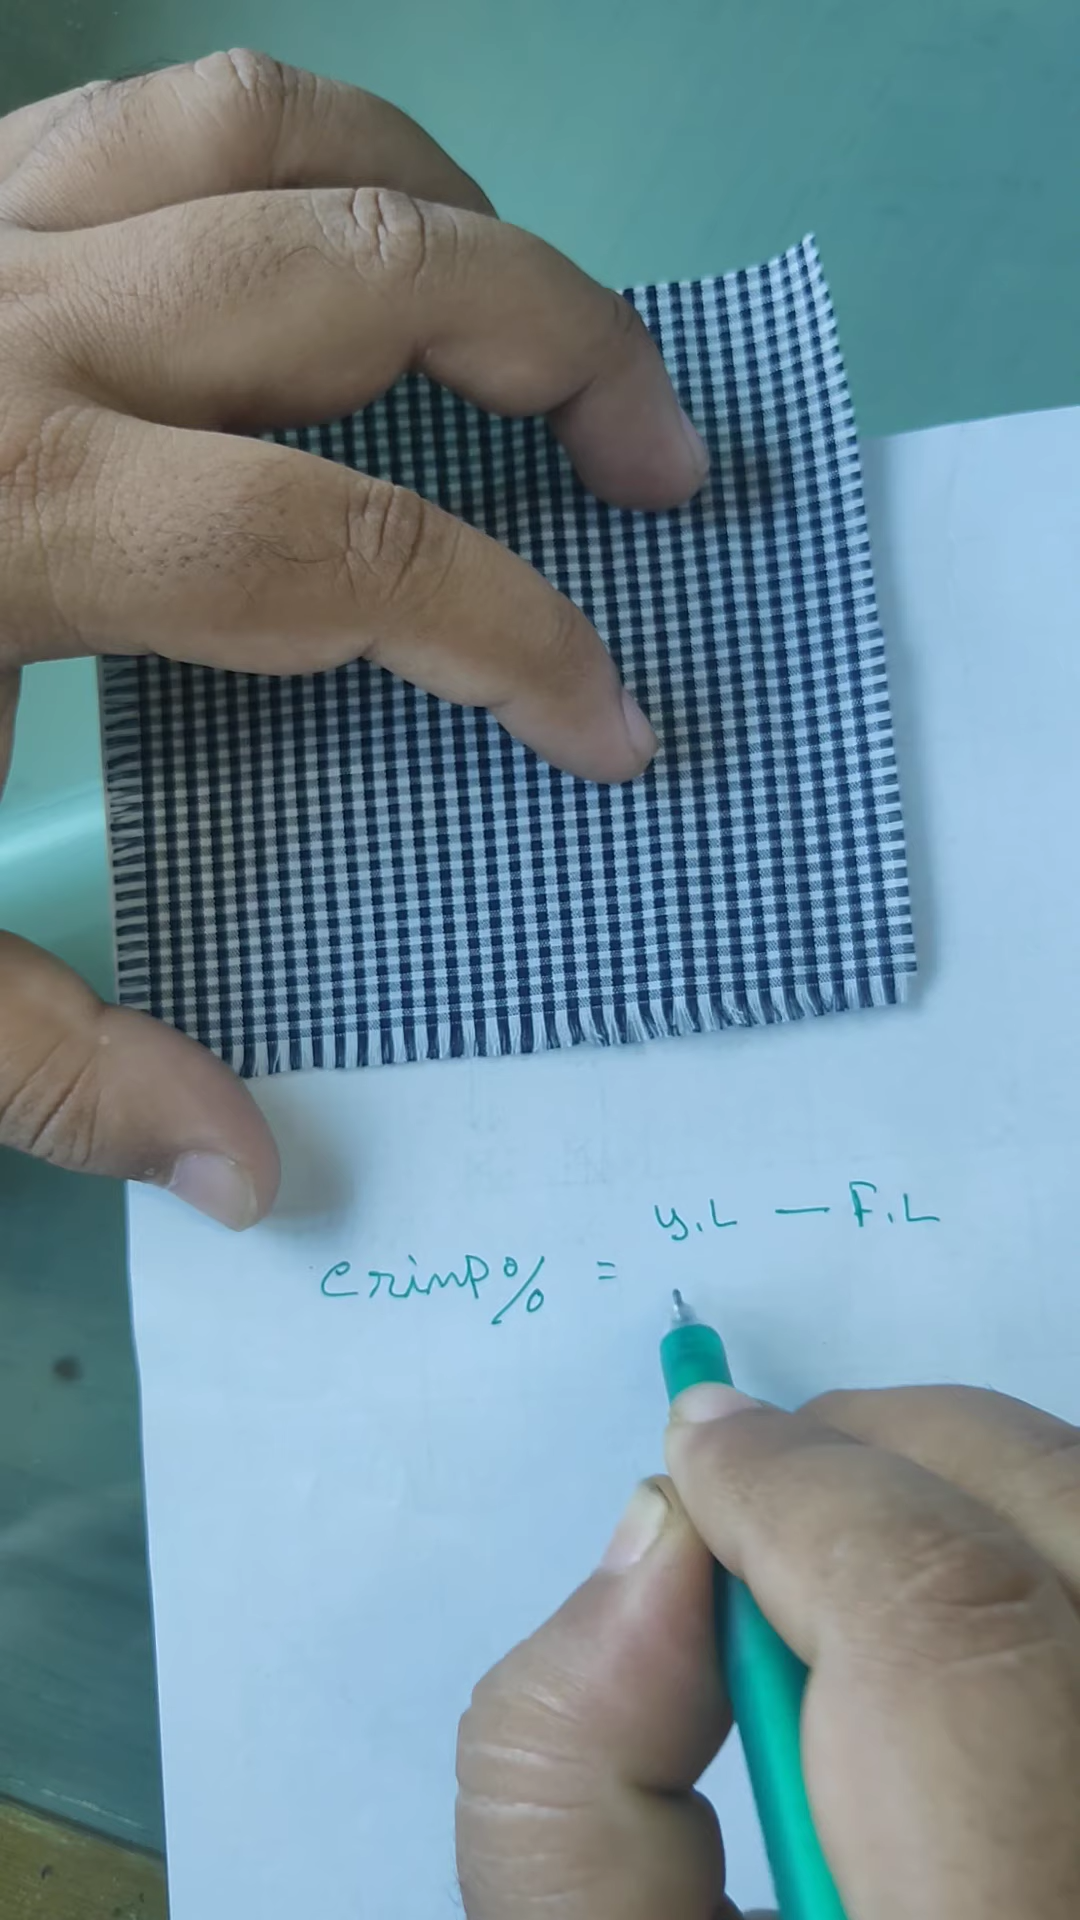 y.L — F.L
Crimp% =